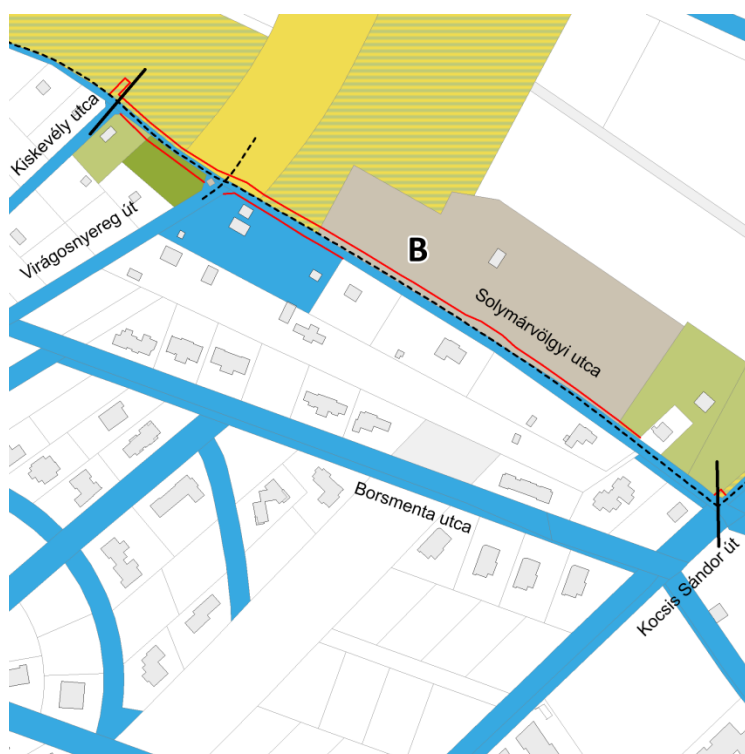 Kiskevély utca
Virágosnyereg út
B
Solymárvölgyi utca
Borsmenta utca
Kocsis Sándor út